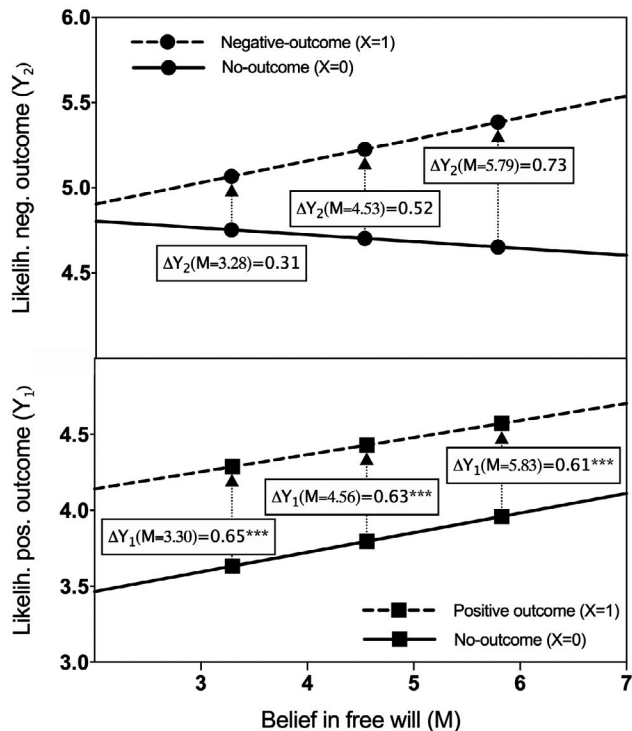 6.0
Negative-outcome (X=1)
No-outcome (X=0)
5.5
ΔY₂(M=5.79)=0.73
5.0
ΔY₂(M=4.53)=0.52
ΔY₂(M=3.28)=0.31
4.5
Likelih. neg. outcome (Y₂)
4.5
ΔY₁(M=5.83)=0.61***
ΔY₁(M=4.56)=0.63***
4.0
ΔY₁(M=3.30)=0.65***
3.5
Positive outcome (X=1)
No-outcome (X=0)
3.0
Likelih. pos. outcome (Y₁)
3 4 5 6 7
Belief in free will (M)